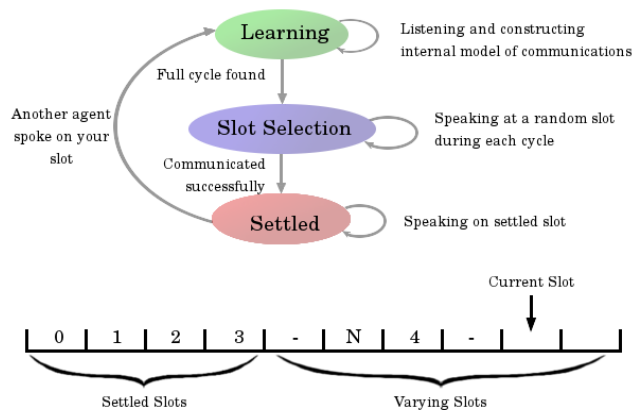 Learning
Listening and constructing
internal model of communications
Full cycle found
Another agent
spoke on your
slot
Slot Selection
Speaking at a random slot
during each cycle
Communicated
successfully
Settled
Speaking on settled slot
Current Slot
0 1 2 3 - N 4 -
Settled Slots
Varying Slots